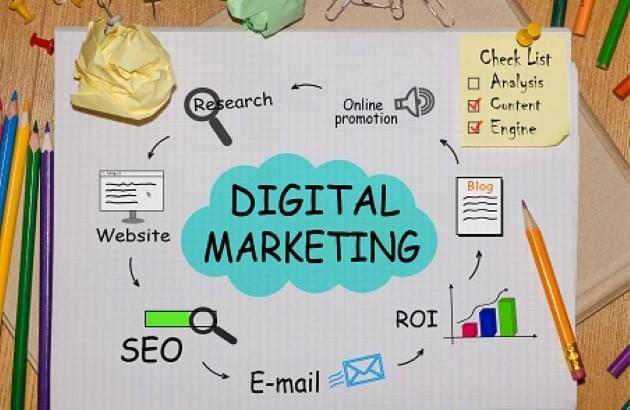 Check List
Analysis
Content
Engine
Research
Online
promotion
Blog
DIGITAL
MARKETING
Website
ROI
SEO
E-mail